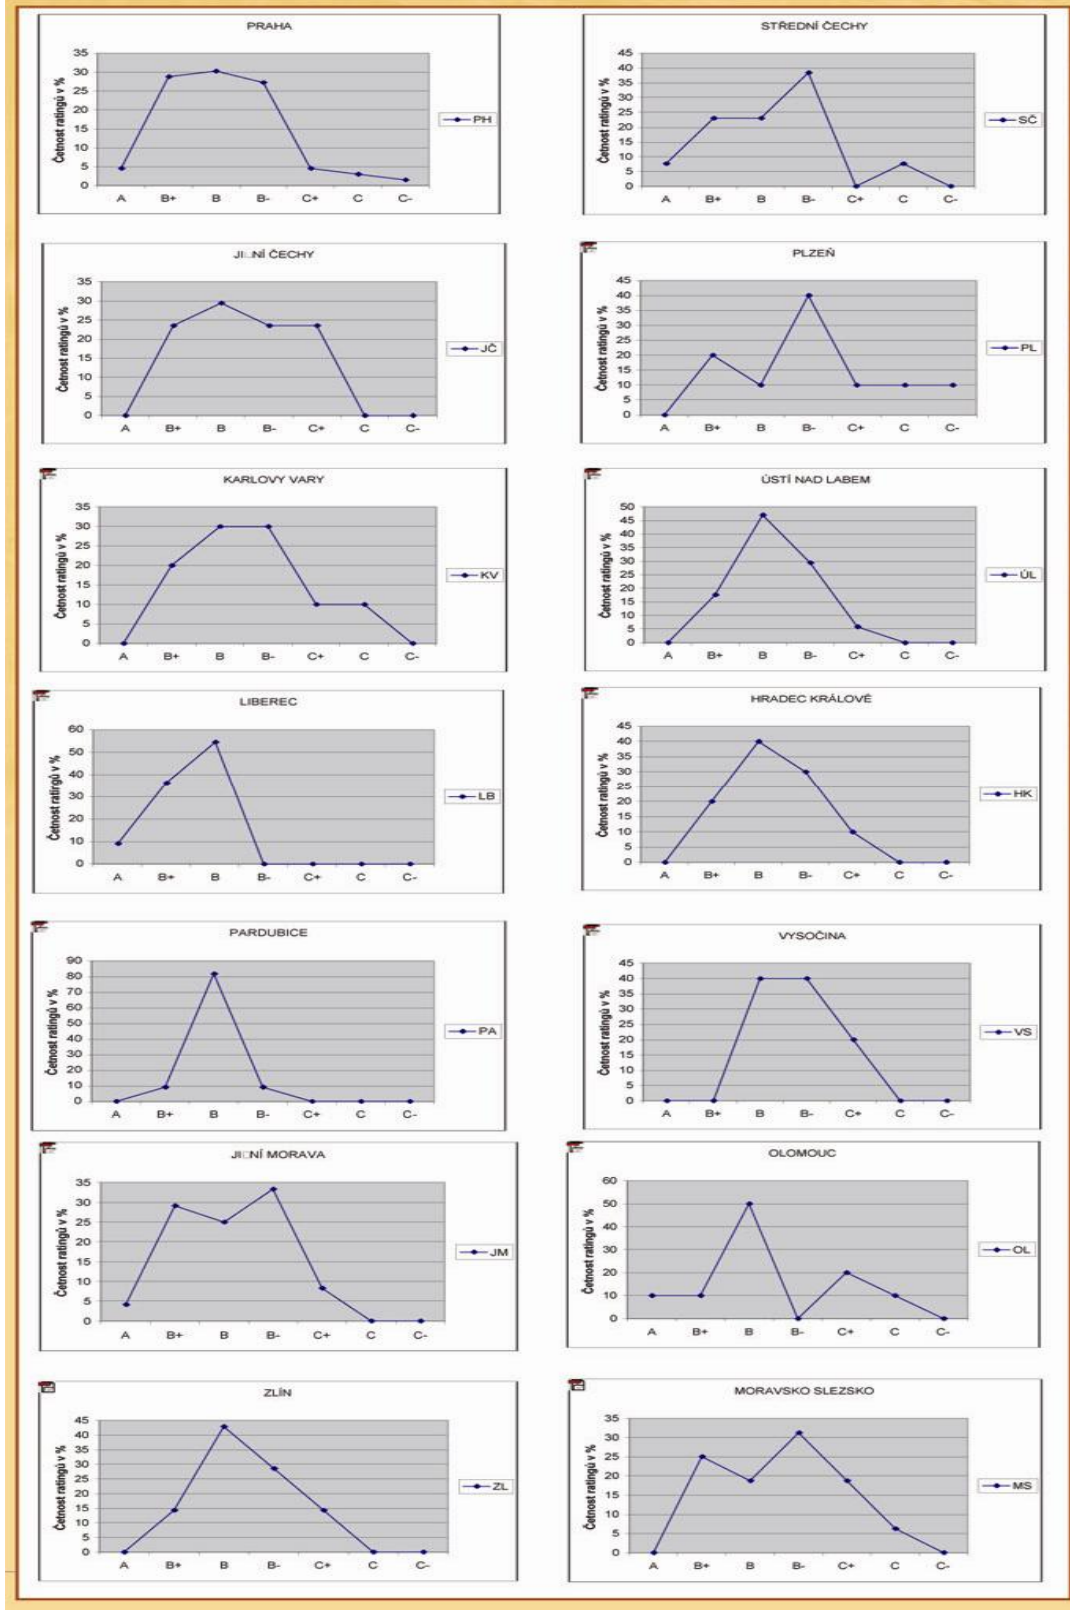 PRAHA
Četnost ratingů v %
35
30
25
20
15
10
5
0
A B+ B B- C+ C C-
PH
STŘEDNÍ ČECHY
Četnost ratingů v %
45
40
35
30
25
20
15
10
5
0
A B+ B B- C+ C C-
SČ
JI□NÍ ČECHY
Četnost ratingů v %
35
30
25
20
15
10
5
0
A B+ B B- C+ C C-
JČ
PLZEŇ
Četnost ratingů v %
45
40
35
30
25
20
15
10
5
0
A B+ B B- C+ C C-
PL
KARLOVY VARY
Četnost ratingů v %
35
30
25
20
15
10
5
0
A B+ B B- C+ C C-
KV
ÚSTÍ NAD LABEM
Četnost ratingů v %
50
45
40
35
30
25
20
15
10
5
0
A B+ B B- C+ C C-
ÚL
LIBEREC
Četnost ratingů v %
60
50
40
30
20
10
0
A B+ B B- C+ C C-
LB
HRADEC KRÁLOVÉ
Četnost ratingů v %
45
40
35
30
25
20
15
10
5
0
A B+ B B- C+ C C-
HK
PARDUBICE
Četnost ratingů v %
90
80
70
60
50
40
30
20
10
0
A B+ B B- C+ C C-
PA
VYSOČINA
Četnost ratingů v %
45
40
35
30
25
20
15
10
5
0
A B+ B B- C+ C C-
VS
JI□NÍ MORAVA
Četnost ratingů v %
35
30
25
20
15
10
5
0
A B+ B B- C+ C C-
JM
OLOMOUC
Četnost ratingů v %
60
50
40
30
20
10
0
A B+ B B- C+ C C-
OL
ZLÍN
Četnost ratingů v %
45
40
35
30
25
20
15
10
5
0
A B+ B B- C+ C C-
ZL
MORAVSKO SLEZSKO
Četnost ratingů v %
35
30
25
20
15
10
5
0
A B+ B B- C+ C C-
MS